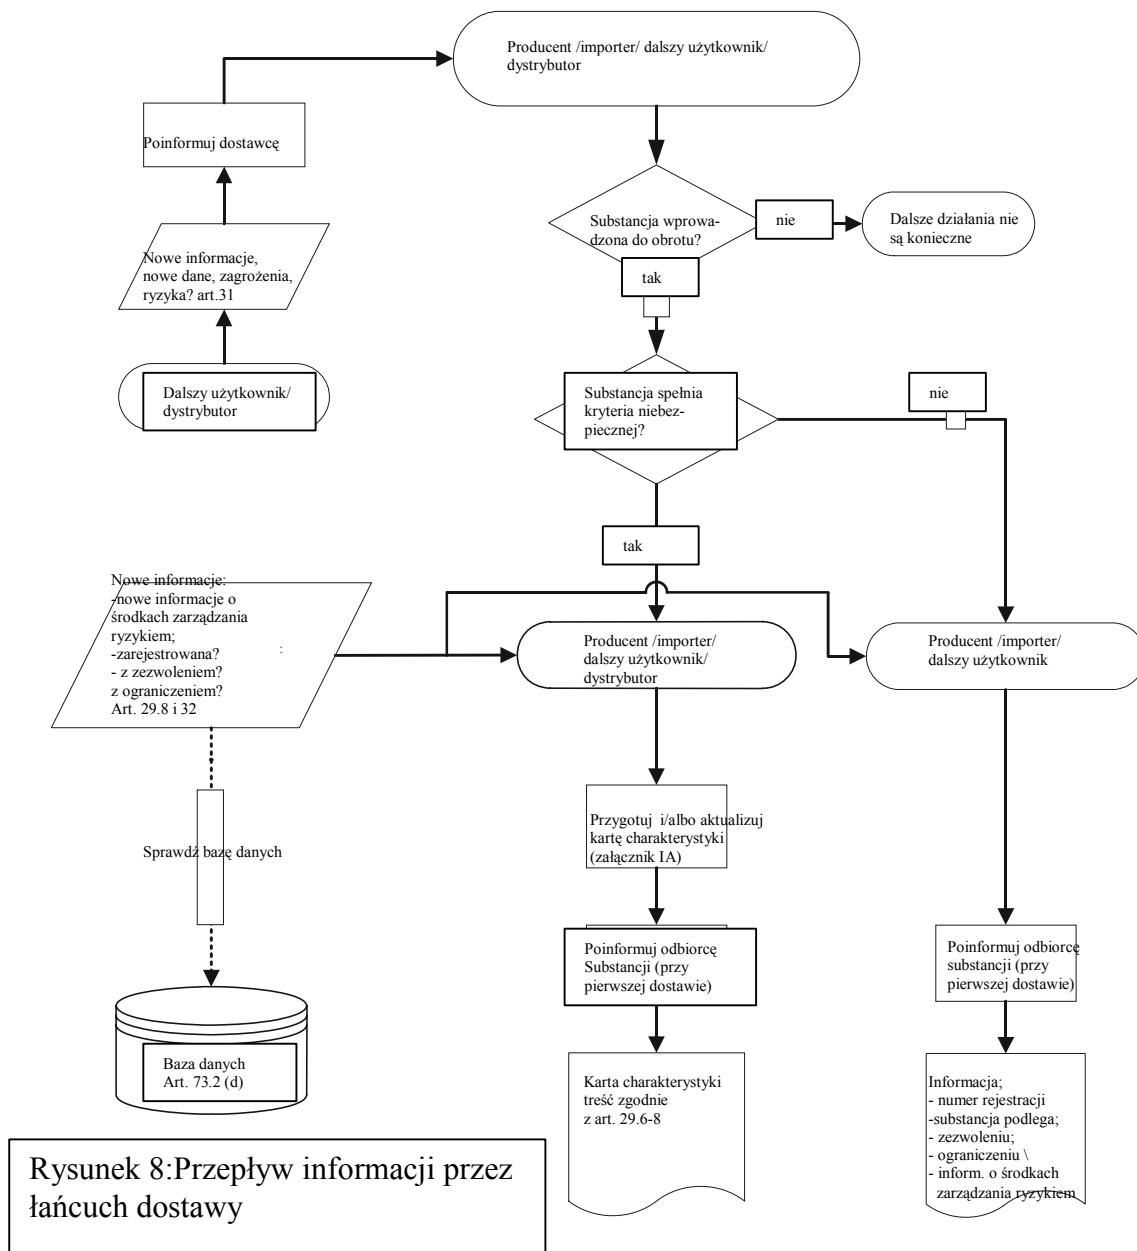 Producent /importer/ dalszy użytkownik/
dystrybutor
Poinformuj dostawcę
Substancja wprowa-
dzona do obrotu?
nie
Dalsze działania nie
są konieczne
tak
Nowe informacje,
nowe dane, zagrożenia,
ryzyka? art.31
Dalszy użytkownik/
dystrybutor
Substancja spełnia
kryteria niebez-
piecznej?
nie
tak
Nowe informacje:
-nowe informacje o
środkach zarządzania
ryzykiem;
-zarejestrowana?
:
- z zezwoleniem?
z ograniczeniem?
Art. 29.8 i 32
Producent /importer/
dalszy użytkownik/
dystrybutor
Producent /importer/
dalszy użytkownik
Sprawdź bazę danych
Przygotuj i/albo aktualizuj
kartę charakterystyki
(załącznik IA)
Poinformuj odbiorcę
Substancji (przy
pierwszej dostawie)
Poinformuj odbiorcę
substancji (przy
pierwszej dostawie)
Baza danych
Art. 73.2 (d)
Karta charakterystyki
treść zgodnie
z art. 29.6-8
Informacja;
- numer rejestracji
-substancja podlega;
- zezwoleniu;
- ograniczeniu \
- inform. o środkach
zarządzania ryzykiem
Rysunek 8:Przepływ informacji przez
łańcuch dostawy